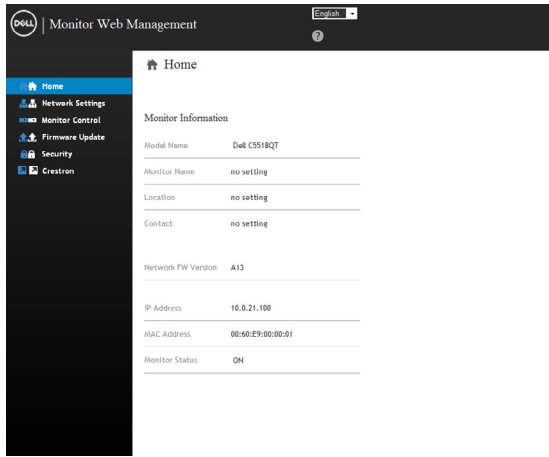 DELL | Monitor Web Management
English
?
Home
Home
Network Settings
Monitor Control
Firmware Update
Security
Crestron
Monitor Information
Model Name Dell C5518QT
Monitor Name no setting
Location no setting
Contact no setting
Network FW Version A13
IP Address 10.0.21.100
MAC Address 00:60:E9:00:00:01
Monitor Status ON